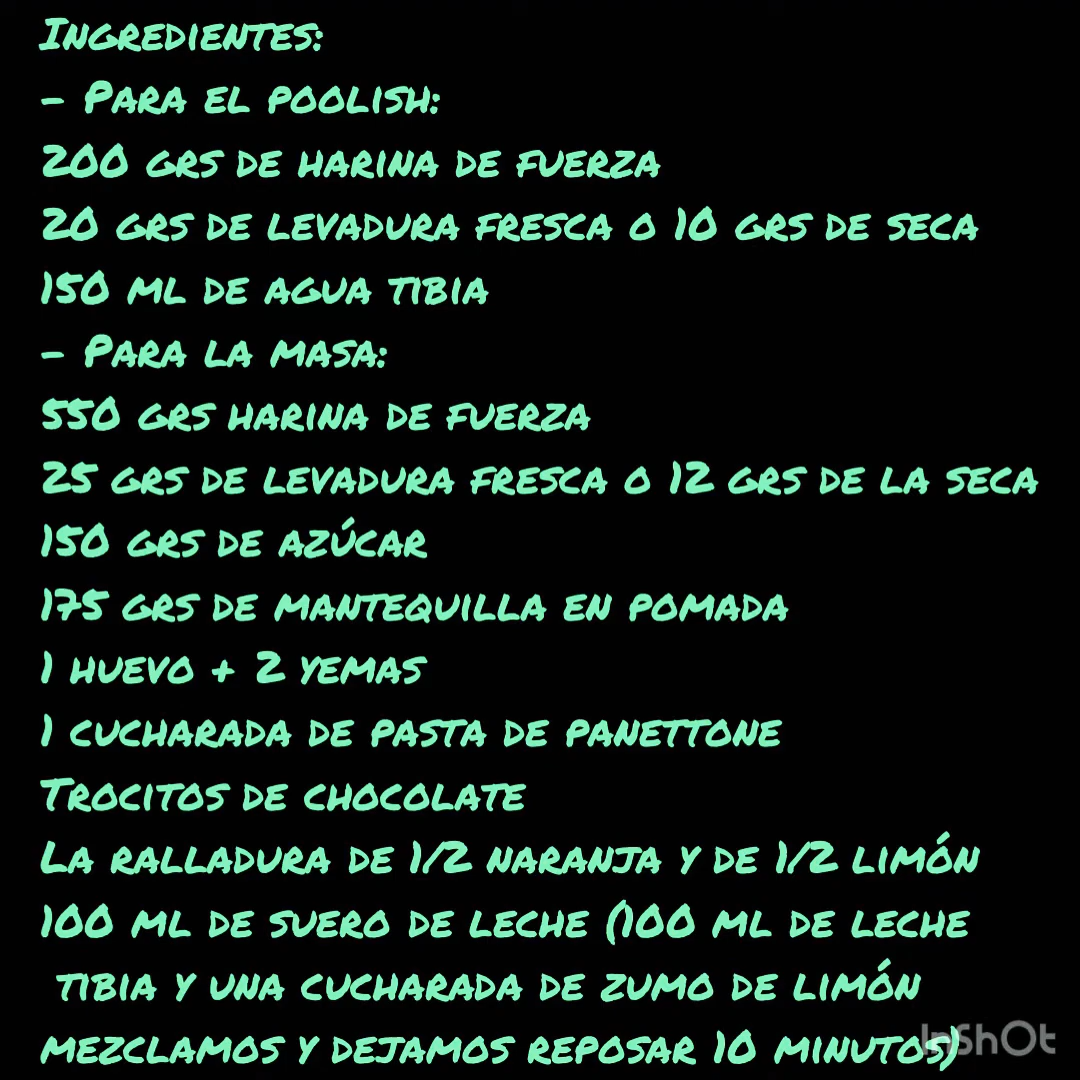 Ingredientes:
- Para el poolish:
200 grs de harina de fuerza
20 grs de levadura fresca o 10 grs de seca
150 ml de agua tibia
- Para la masa:
550 grs harina de fuerza
25 grs de levadura fresca o 12 grs de la seca
150 grs de azúcar
175 grs de mantequilla en pomada
1 huevo + 2 yemas
1 cucharada de pasta de panettone
Trocitos de chocolate
La ralladura de 1/2 naranja y de 1/2 limón
100 ml de suero de leche (100 ml de leche
tibia y una cucharada de zumo de limón
mezclamos y dejamos reposar 10 minutos)
InShOt